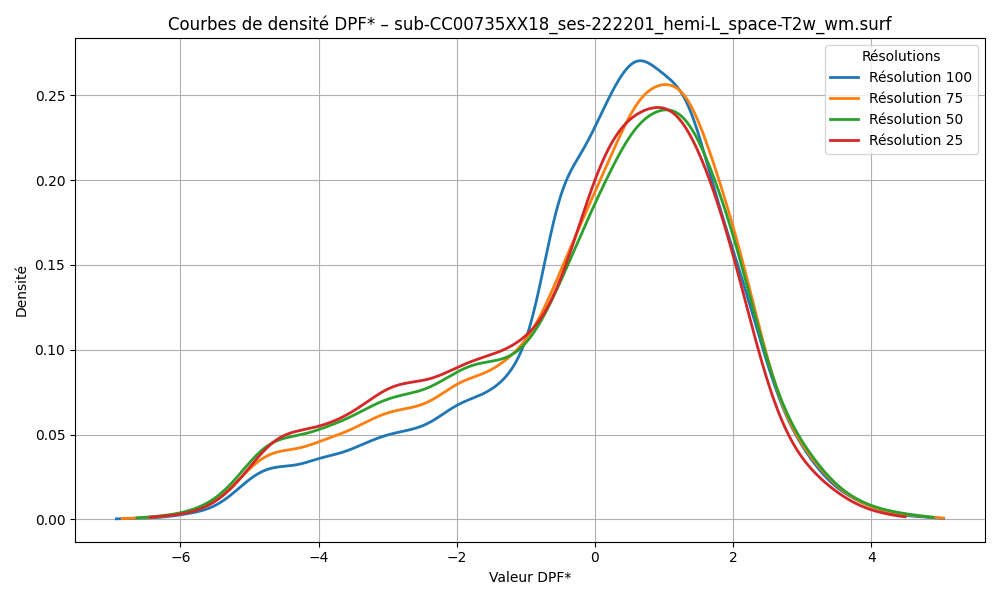 Courbes de densité DPF* – sub-CC00735XX18_ses-222201_hemi-L_space-T2w_wm.surf
Résolutions
Résolution 100
Résolution 75
Résolution 50
Résolution 25
Densité
0.25
0.20
0.15
0.10
0.05
0.00
−6 −4 −2 0 2 4
Valeur DPF*